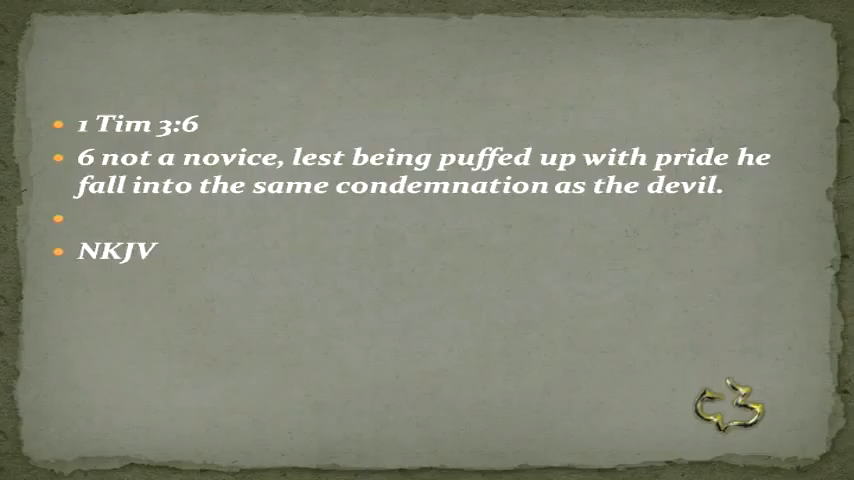 1 Tim 3:6
6 not a novice, lest being puffed up with pride he
fall into the same condemnation as the devil.
NKJV
C3